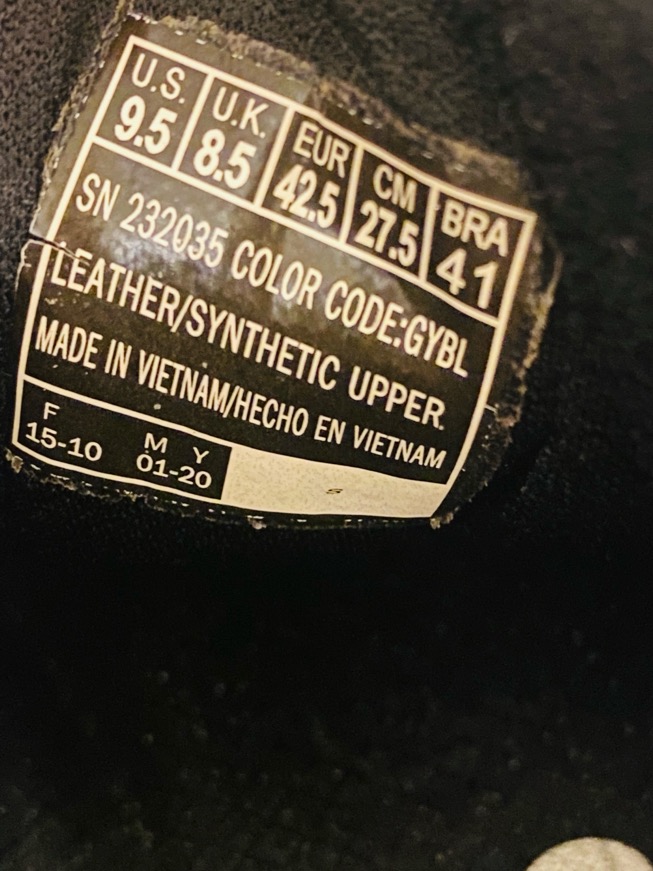 U.S. U.K. EUR CM BRA
9.5 8.5 42.5 27.5 41
SN 232035 COLOR CODE:GYBL
LEATHER/SYNTHETIC UPPER.
MADE IN VIETNAM/HECHO EN VIETNAM
F M Y
15-10 01-20 S